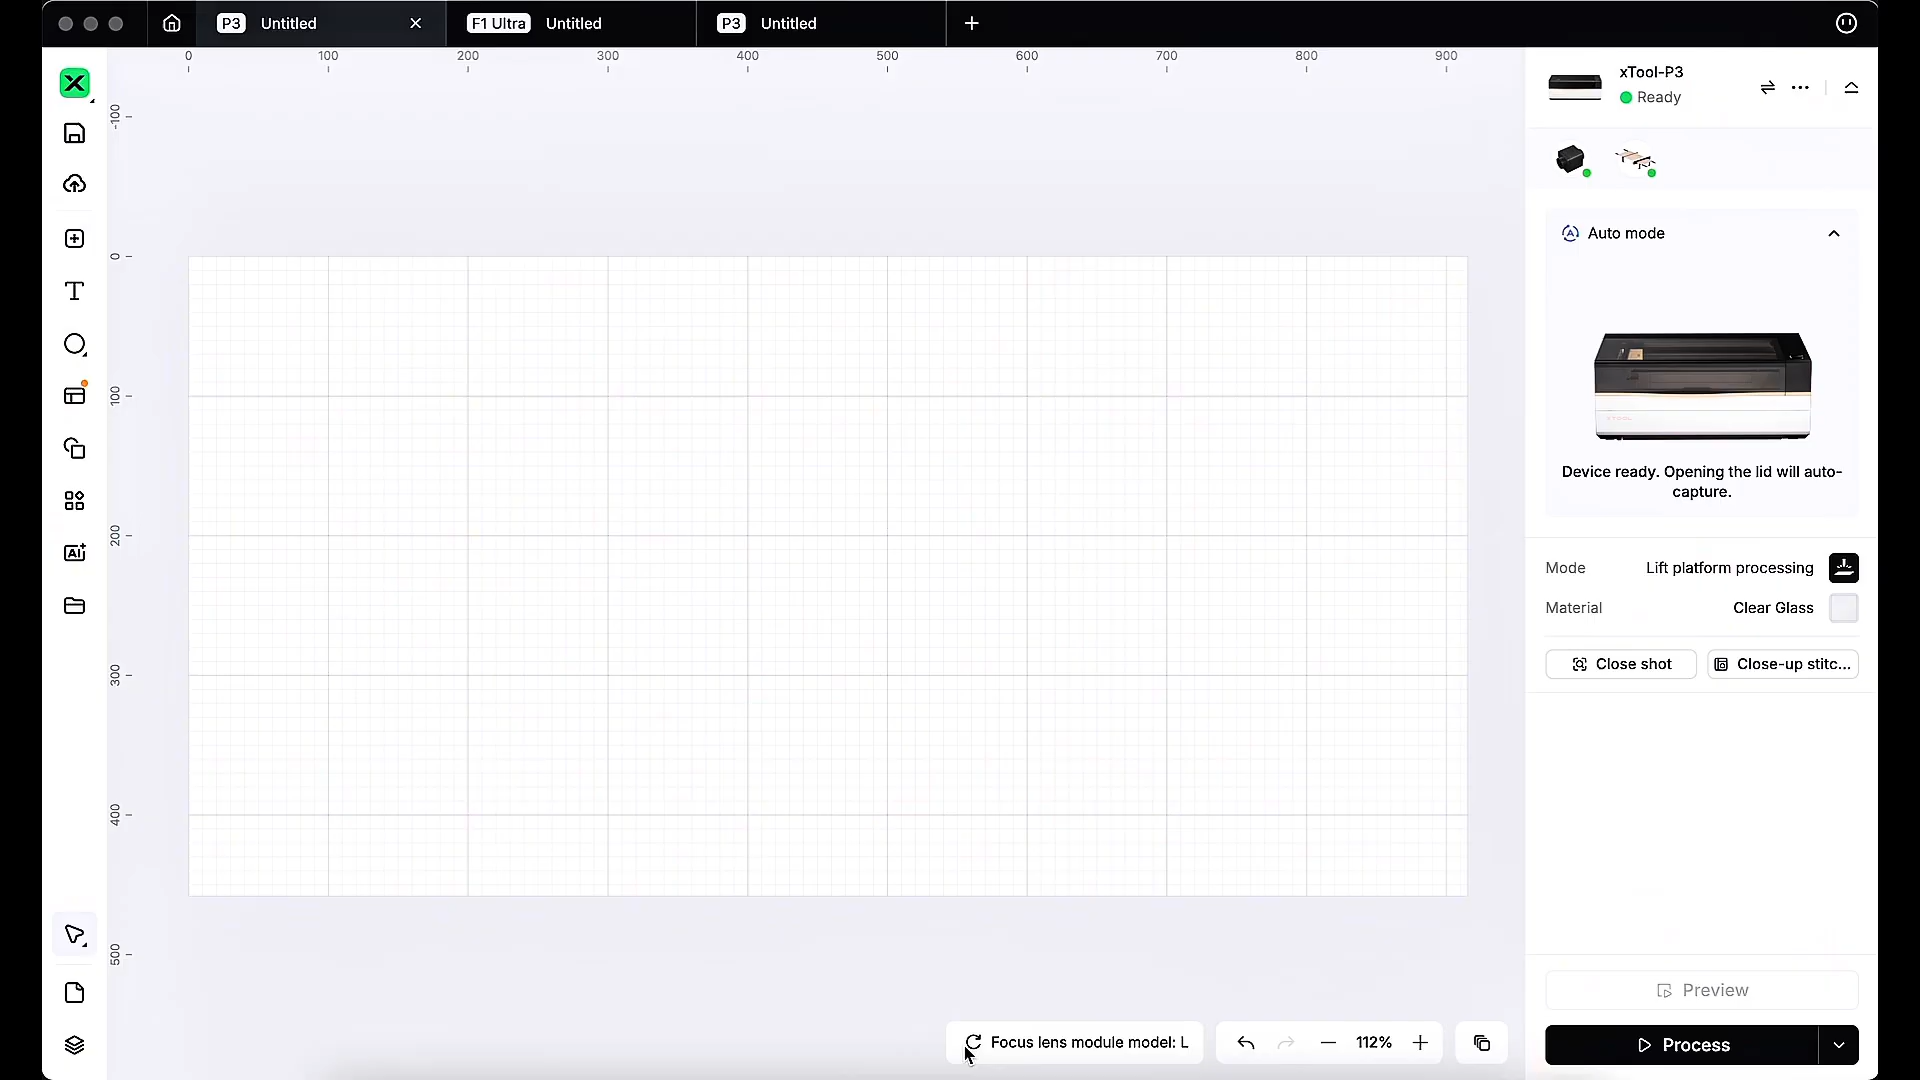 P3 Untitled
F1 Ultra Untitled
P3 Untitled
0 100 200 300 400 500 600 700 800 900
-100
0
100
200
300
400
500
xTool-P3
Ready
Auto mode
Device ready. Opening the lid will auto-
capture.
Mode Lift platform processing
Material Clear Glass
Close shot
Close-up stitc...
Preview
Process
Focus lens module model: L
112%
T
AI